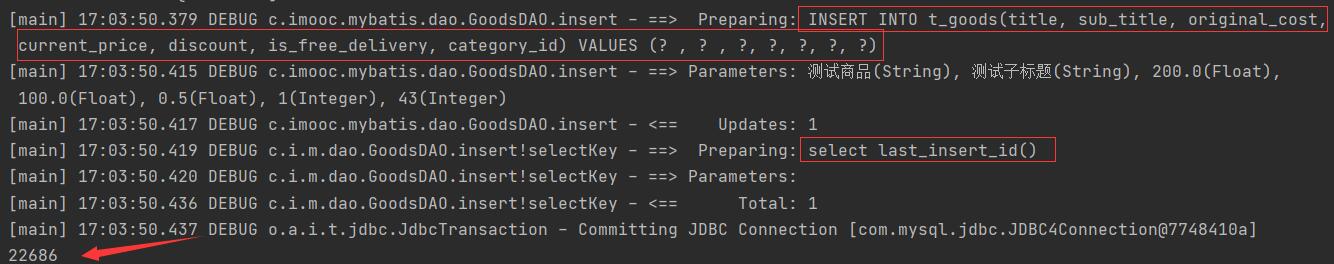 [main] 17:03:50.379 DEBUG c.imooc.mybatis.dao.GoodsDAO.insert - ==>  Preparing: INSERT INTO t_goods(title, sub_title, original_cost,
current_price, discount, is_free_delivery, category_id) VALUES (? , ? , ?, ?, ?, ?, ?)
[main] 17:03:50.415 DEBUG c.imooc.mybatis.dao.GoodsDAO.insert - ==> Parameters: 测试商品(String), 测试子标题(String), 200.0(Float),
100.0(Float), 0.5(Float), 1(Integer), 43(Integer)
[main] 17:03:50.417 DEBUG c.imooc.mybatis.dao.GoodsDAO.insert - <==    Updates: 1
[main] 17:03:50.419 DEBUG c.i.m.dao.GoodsDAO.insert!selectKey - ==>  Preparing: select last_insert_id()
[main] 17:03:50.420 DEBUG c.i.m.dao.GoodsDAO.insert!selectKey - ==> Parameters:
[main] 17:03:50.436 DEBUG c.i.m.dao.GoodsDAO.insert!selectKey - <==      Total: 1
[main] 17:03:50.437 DEBUG o.a.i.t.jdbc.JdbcTransaction - Committing JDBC Connection [com.mysql.jdbc.JDBC4Connection@7748410a]
22686